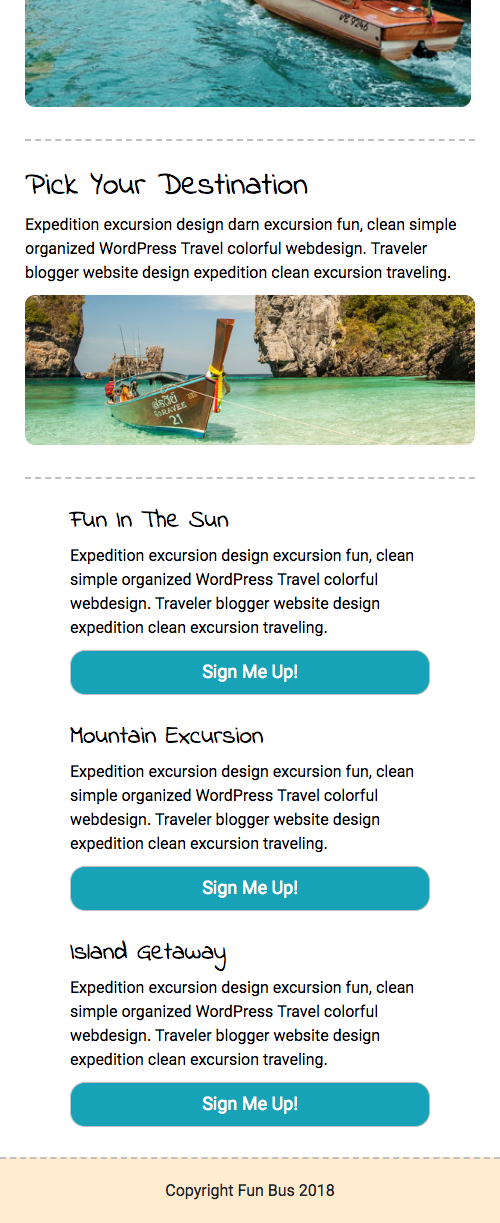 ทE 9246
Pick Your Destination
Expedition excursion design darn excursion fun, clean simple
organized WordPress Travel colorful webdesign. Traveler
blogger website design expedition clean excursion traveling.
RAVEE
21
Fun In The Sun
Expedition excursion design excursion fun, clean
simple organized WordPress Travel colorful
webdesign. Traveler blogger website design
expedition clean excursion traveling.
Sign Me Up!
Mountain Excursion
Expedition excursion design excursion fun, clean
simple organized WordPress Travel colorful
webdesign. Traveler blogger website design
expedition clean excursion traveling.
Sign Me Up!
Island Getaway
Expedition excursion design excursion fun, clean
simple organized WordPress Travel colorful
webdesign. Traveler blogger website design
expedition clean excursion traveling.
Sign Me Up!
Copyright Fun Bus 2018